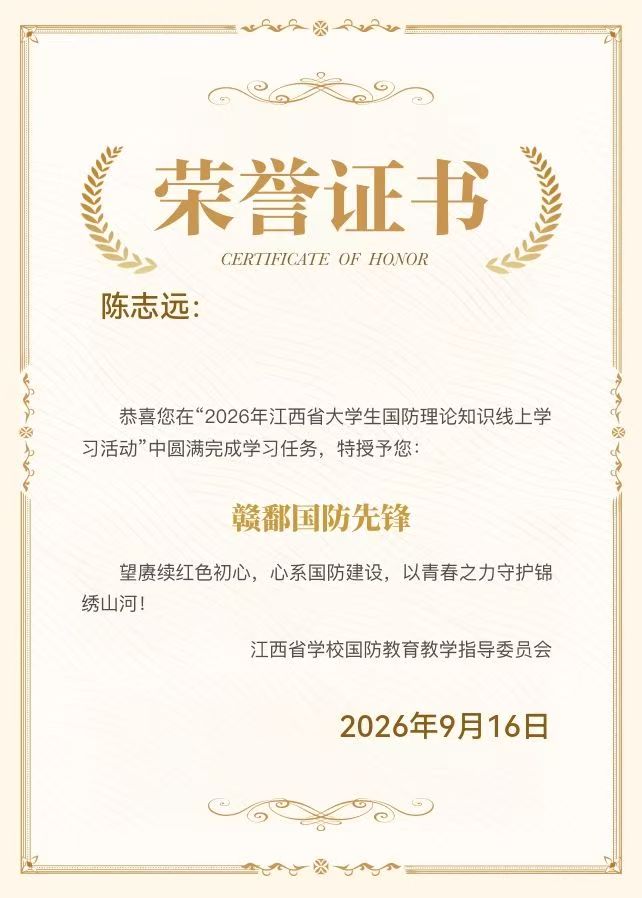 荣誉证书
CERTIFICATE OF HONOR
陈志远：
恭喜您在“2026年江西省大学生国防理论知识线上学
习活动”中圆满完成学习任务，特授予您：
赣鄱国防先锋
望赓续红色初心，心系国防建设，以青春之力守护锦
绣山河！
江西省学校国防教育教学指导委员会
2026年9月16日